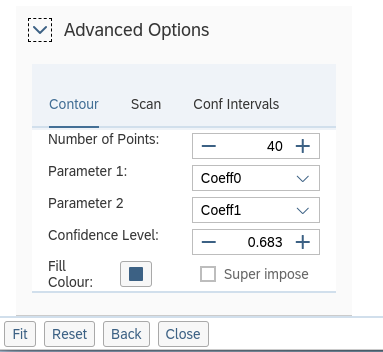 Advanced Options
Contour Scan Conf Intervals
Number of Points: 40
Parameter 1: Coeff0
Parameter 2 Coeff1
Confidence Level: 0.683
Fill
Colour: Super impose
Fit Reset Back Close